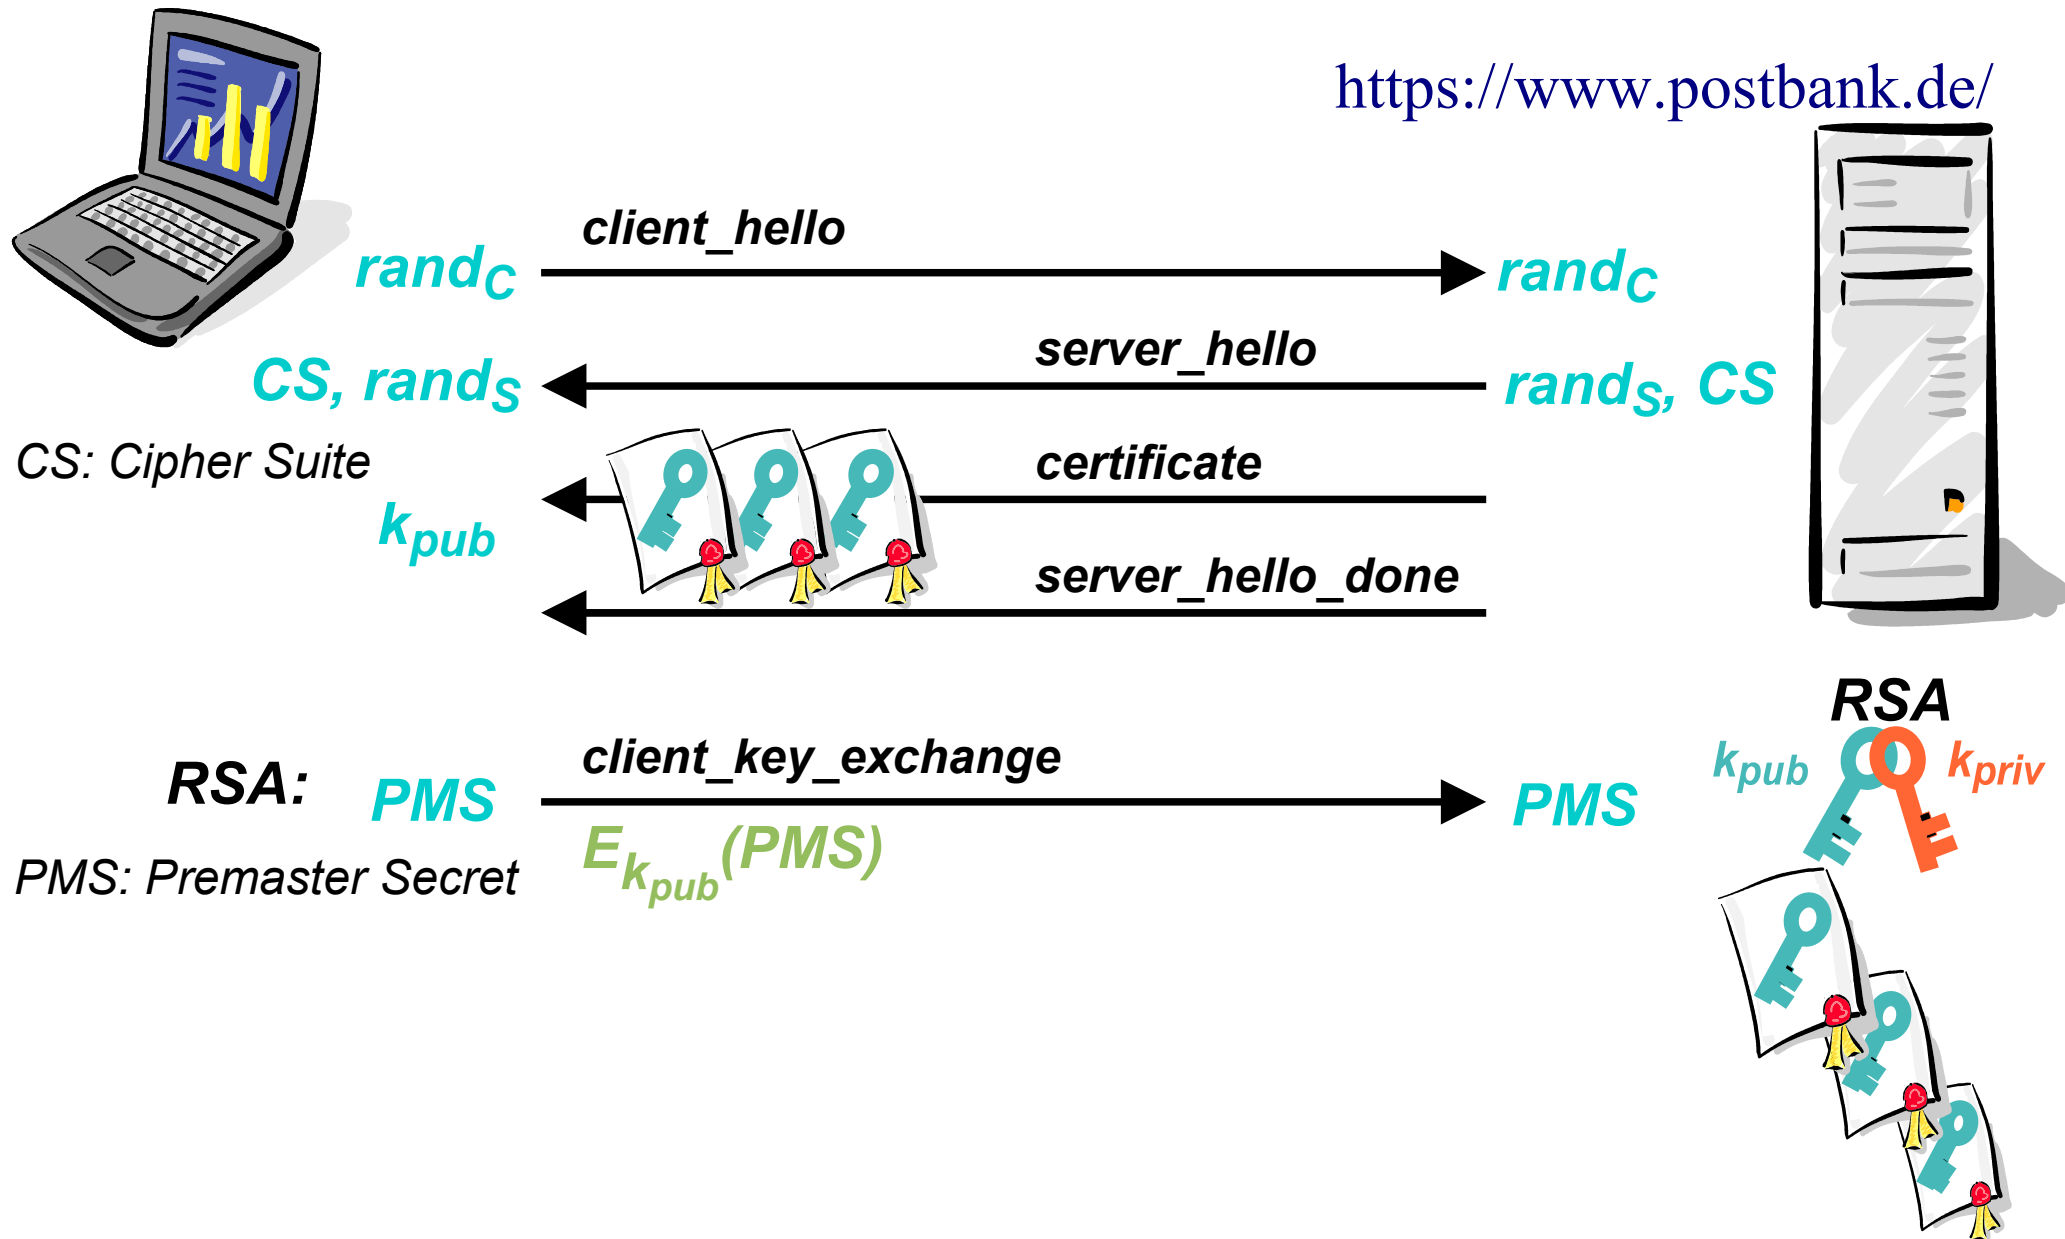 https://www.postbank.de/
client_hello
randC randC
server_hello
CS, randS randS, CS
CS: Cipher Suite
certificate
kpub
server_hello_done
RSA
kpub kpriv
client_key_exchange
RSA: PMS PMS
Ekpub(PMS)
PMS: Premaster Secret